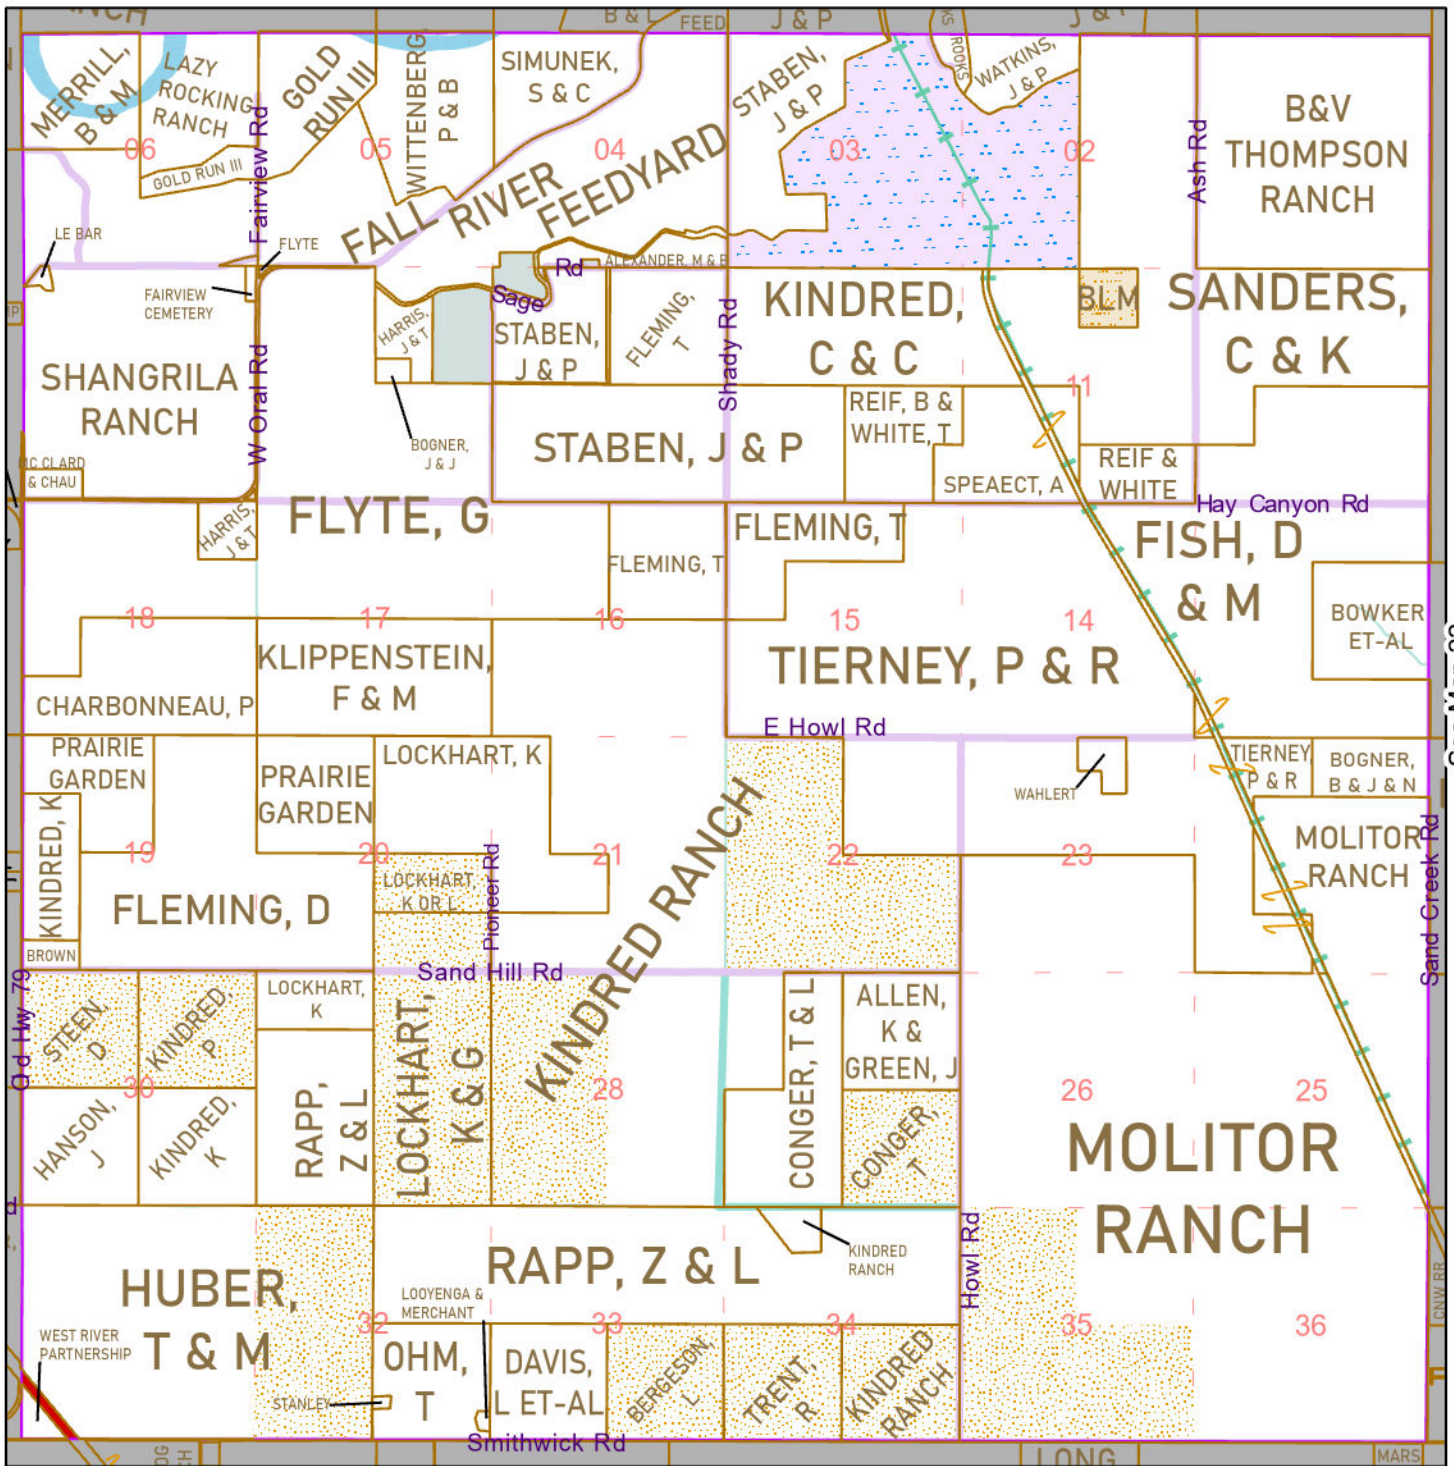 B & L
FEED
J & P
MERRILL,
B & M
LAZY
ROCKING
RANCH
GOLD
RUN III
WITTENBERG,
P & B
SIMUNEK,
S & C
STABEN,
J & P
ROOKS
WATKINS,
J & P
B&V
THOMPSON
RANCH
06
05
04
03
02
GOLD RUN III
Fairview Rd
Ash Rd
FALL RIVER
FEEDYARD
LE BAR
FLYTE
FAIRVIEW
CEMETERY
ALEXANDER, M & B
Sage Rd
HARRIS,
J & T
STABEN,
J & P
FLEMING,
T
Shady Rd
KINDRED,
C & C
BLM
SANDERS,
C & K
SHANGRILA
RANCH
W Oral Rd
BOGNER,
J & J
STABEN, J & P
REIF, B &
WHITE, T
11
MC CLARD
& CHAU
SPEAECT, A
REIF &
WHITE
Hay Canyon Rd
HARRIS,
J & T
FLYTE, G
FLEMING, T
FLEMING, T
FISH, D
& M
BOWKER
ET-AL
18
17
16
15
14
KLIPPENSTEIN,
F & M
TIERNEY, P & R
CHARBONNEAU, P
E Howl Rd
PRAIRIE
GARDEN
PRAIRIE
GARDEN
LOCKHART, K
WAHLERT
TIERNEY,
P & R
BOGNER,
B & J & N
KINDRED, K
19
20
21
22
23
MOLITOR
RANCH
Sand Creek Rd
LOCKHART,
K OR L
Pioneer Rd
FLEMING, D
BROWN
Sand Hill Rd
KINDRED RANCH
Old Hwy 79
STEEN,
D
KINDRED,
P
LOCKHART,
K
LOCKHART,
K & G
CONGER, T & L
ALLEN,
K &
GREEN, J
30
28
26
25
HANSON,
J
KINDRED,
K
RAPP,
Z & L
CONGER,
T
MOLITOR
RANCH
HUBER,
T & M
RAPP, Z & L
KINDRED
RANCH
Howl Rd
CNW RR
LOOYENGA &
MERCHANT
32
33
34
35
36
WEST RIVER
PARTNERSHIP
OHM,
T
DAVIS,
L ET-AL
BERGESON,
L
TRENT,
R
KINDRED
RANCH
STANLEY
Smithwick Rd
LONG
MARS